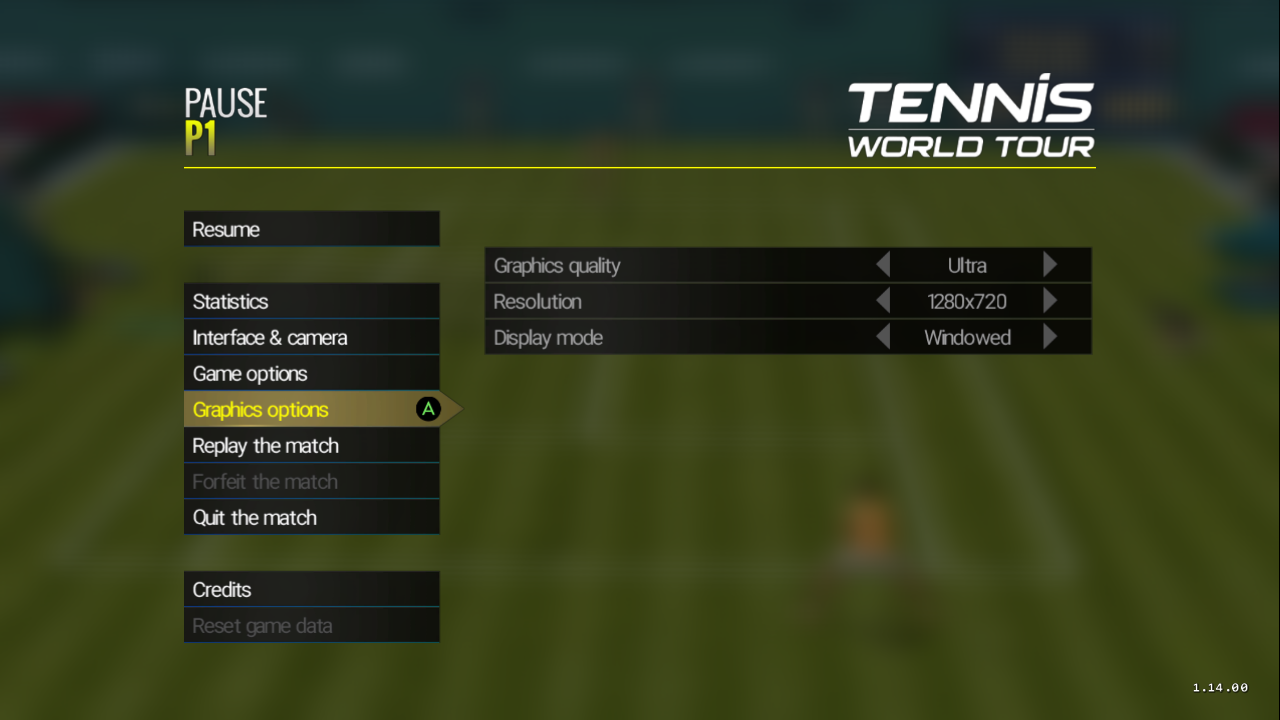 PAUSE
P1
TENNIS
WORLD TOUR
Resume
Statistics
Interface & camera
Game options
Graphics options A
Replay the match
Forfeit the match
Quit the match
Credits
Reset game data
Graphics quality Ultra
Resolution 1280x720
Display mode Windowed
1.14.00